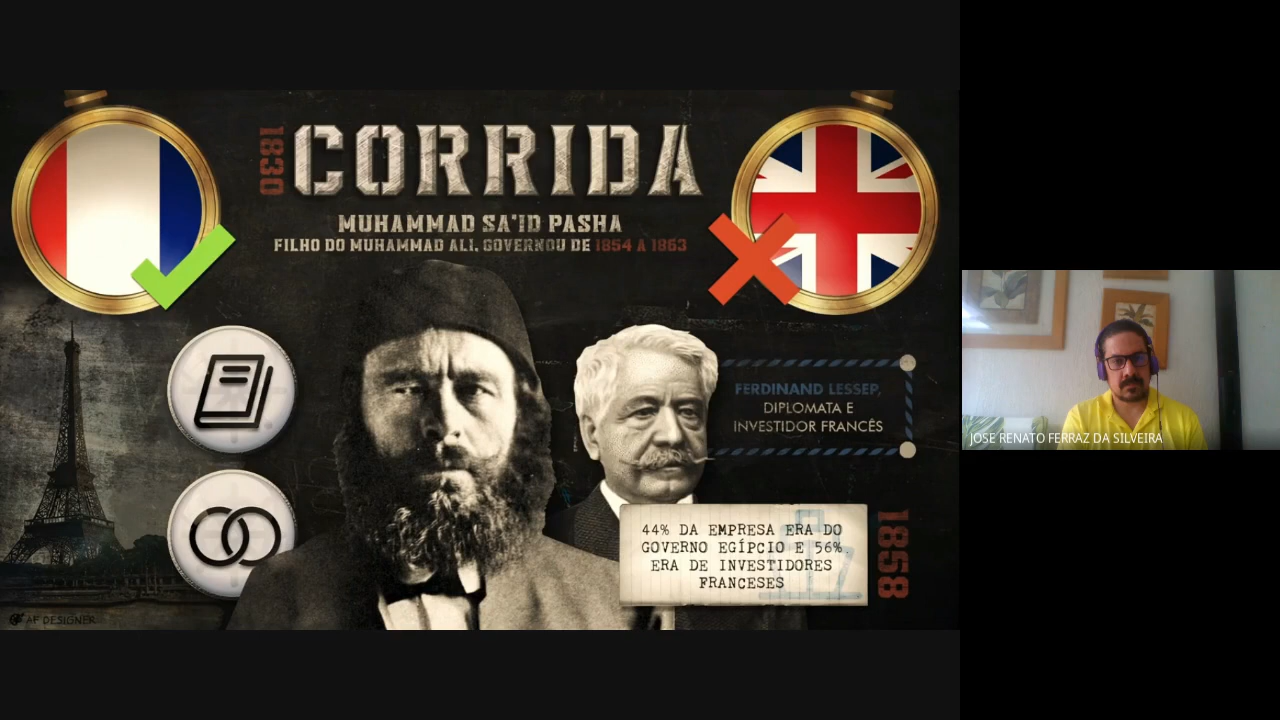 1830
CORRIDA
MUHAMMAD SA'ID PASHA
FILHO DO MUHAMMAD ALI, GOVERNOU DE 1854 A 1863
FERDINAND LESSEP,
DIPLOMATA E
INVESTIDOR FRANCÊS
44% DA EMPRESA ERA DO
GOVERNO EGÍPCIO E 56%
ERA DE INVESTIDORES
FRANCESES
1858
AF DESIGNER
JOSE RENATO FERRAZ DA SILVEIRA